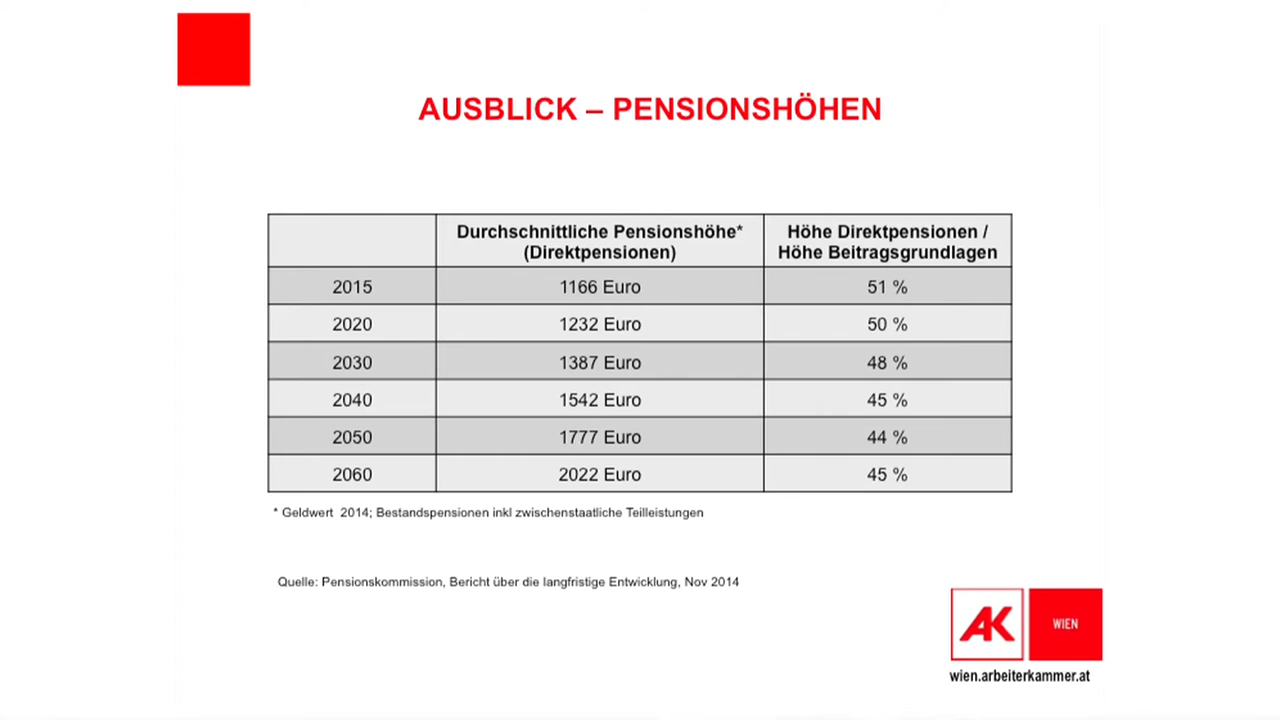 AUSBLICK – PENSIONSHÖHEN
Durchschnittliche Pensionshöhe* (Direktpensionen) Höhe Direktpensionen / Höhe Beitragsgrundlagen
2015 1166 Euro 51 %
2020 1232 Euro 50 %
2030 1387 Euro 48 %
2040 1542 Euro 45 %
2050 1777 Euro 44 %
2060 2022 Euro 45 %
* Geldwert 2014; Bestandspensionen inkl zwischenstaatliche Teilleistungen
Quelle: Pensionskommission, Bericht über die langfristige Entwicklung, Nov 2014
AK WIEN
wien.arbeiterkammer.at